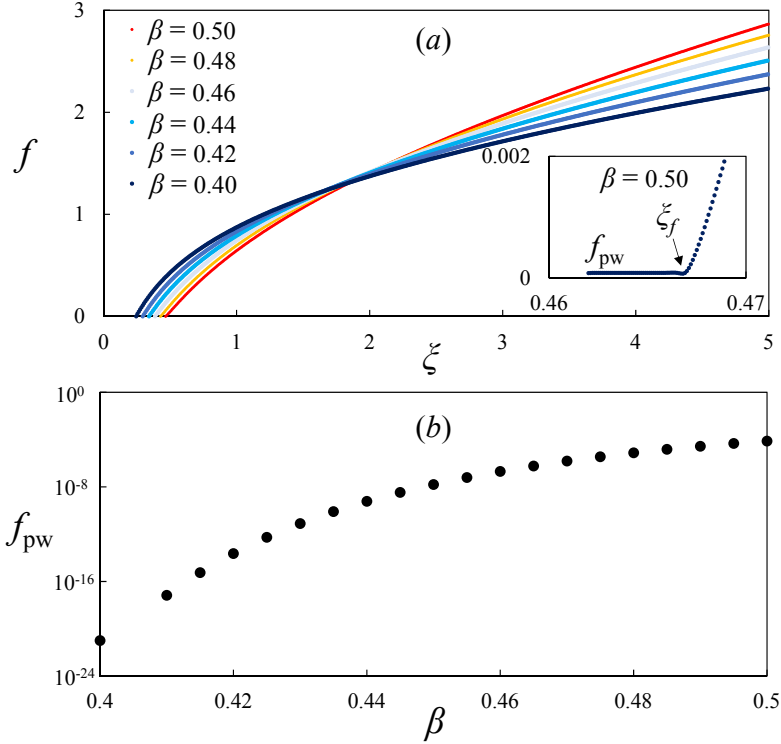 3
(a)
β = 0.50
β = 0.48
β = 0.46
2
β = 0.44
β = 0.42
β = 0.40
f
0.002
β = 0.50
ξf
1
fpw
0
0.46 0.47
0
0 1 2 3 4 5
ξ
10⁰
(b)
10⁻⁸
fpw
10⁻¹⁶
10⁻²⁴
0.4 0.42 0.44 0.46 0.48 0.5
β